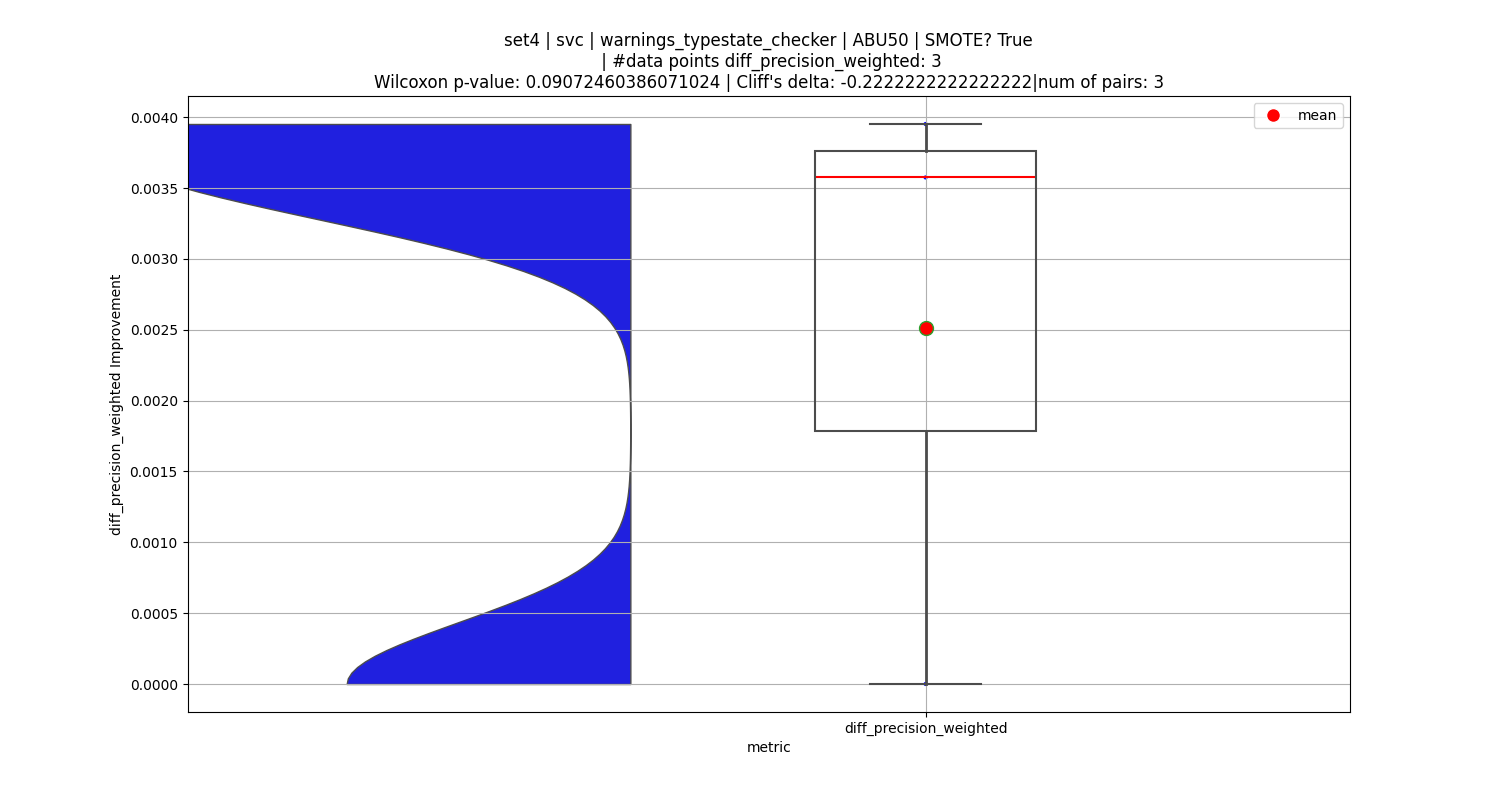 set4 | svc | warnings_typestate_checker | ABU50 | SMOTE? True
| #data points diff_precision_weighted: 3
Wilcoxon p-value: 0.09072460386071024 | Cliff's delta: -0.2222222222222222|num of pairs: 3
mean
0.0040
0.0035
0.0030
0.0025
0.0020
0.0015
0.0010
0.0005
0.0000
diff_precision_weighted Improvement
diff_precision_weighted
metric